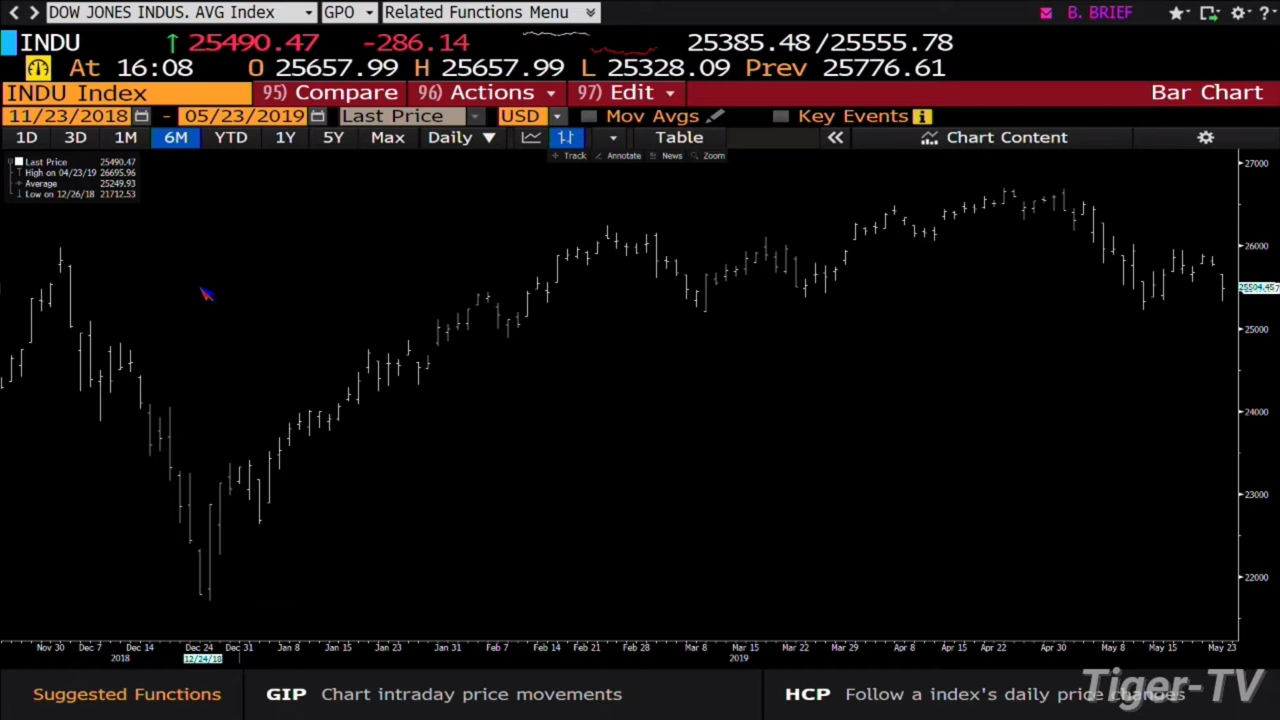 DOW JONES INDUS. AVG Index GPO Related Functions Menu B. BRIEF ?
INDU 25490.47 -286.14 25385.48/25555.78
At 16:08 O 25657.99 H 25657.99 L 25328.09 Prev 25776.61
INDU Index 95) Compare 96) Actions 97) Edit Bar Chart
11/23/2018 - 05/23/2019 Last Price USD Mov Avgs Key Events i
1D 3D 1M 6M YTD 1Y 5Y Max Daily Table Chart Content
Track Annotate News Zoom
Last Price 25490.47
High on 04/23/19 26695.96
Average 25249.93
Low on 12/26/18 21712.53
27000
26000
25000
24000
23000
22000
Nov 30 Dec 7 Dec 14 Dec 24 Dec 31 Jan 8 Jan 15 Jan 23 Jan 31 Feb 7 Feb 14 Feb 21 Feb 28 Mar 8 Mar 15 Mar 22 Mar 29 Apr 8 Apr 15 Apr 22 Apr 30 May 8 May 15 May 23
2018 12/24/18 2019
Suggested Functions GIP Chart intraday price movements HCP Follow a index's daily price changes
Tiger-TV